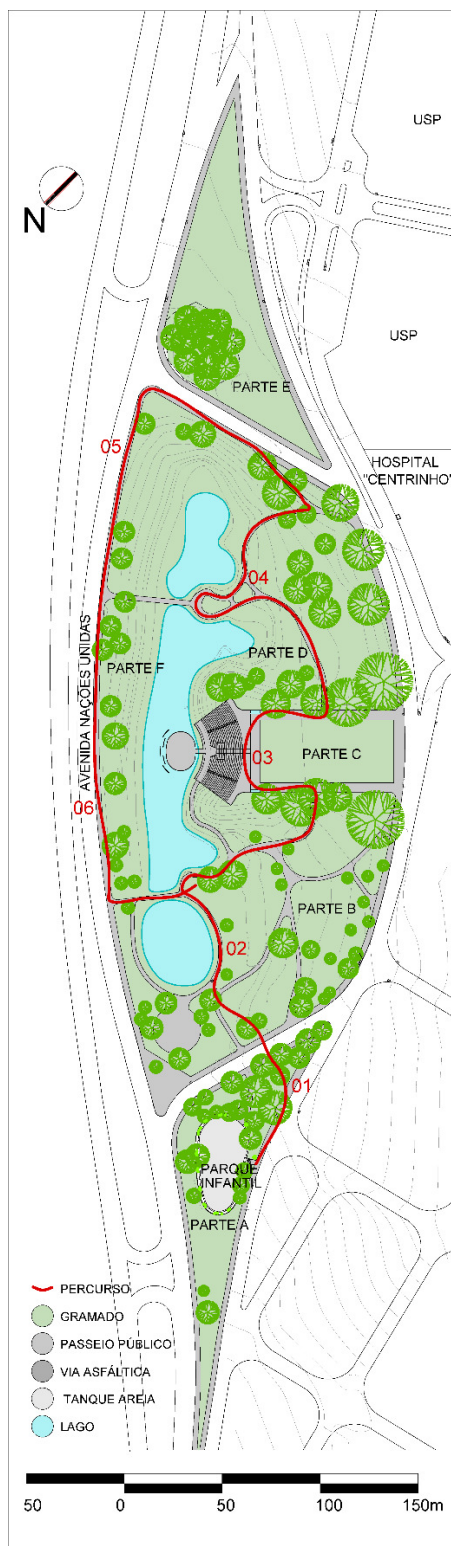 USP
N
USP
PARTE E
05
HOSPITAL
"CENTRINHO"
04
AVENIDA NAÇÕES UNIDAS
PARTE F
PARTE D
03
PARTE C
06
PARTE B
02
01
PARQUE
INFANTIL
PARTE A
PERCURSO
GRAMADO
PASSEIO PÚBLICO
VIA ASFÁLTICA
TANQUE AREIA
LAGO
50 0 50 100 150m